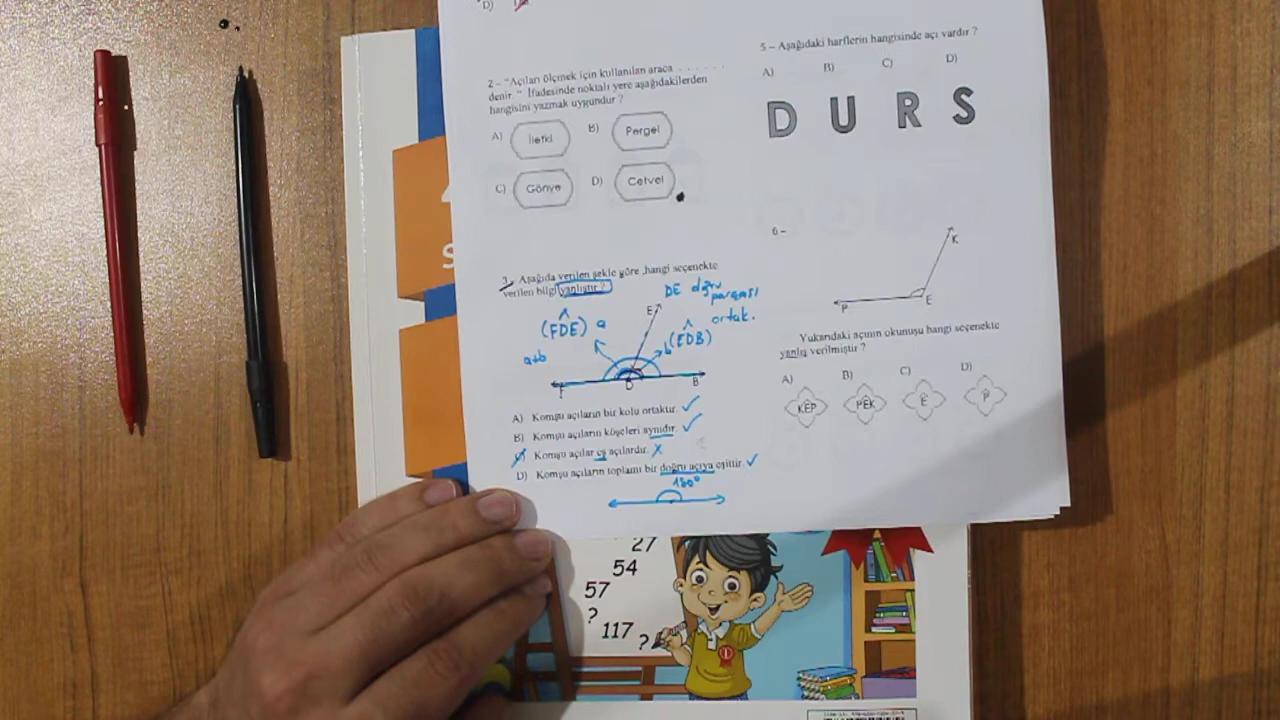 D)
2 – "Açıları ölçmek için kullanılan araca . . . . . .
denir. " İfadesinde noktalı yere aşağıdakilerden
hangisini yazmak uygundur ?
A) İletki B) Pergel
C) Gönye D) Cetvel
3 – Aşağıda verilen şekle göre ,hangi seçenekte
verilen bilgi yanlıştır ?
DE doğru
parçası
ortak.
(FDE) a
E
(EDB)
b
a+b
F D B
A) Komşu açıların bir kolu ortaktır. ✓
B) Komşu açıların köşeleri aynıdır. ✓
C) Komşu açılar eş açılardır. X
D) Komşu açıların toplamı bir doğru açıya eşittir. ✓
180°
5 – Aşağıdaki harflerin hangisinde açı vardır ?
A) B) C) D)
D U R S
6 –
K
P E
Yukarıdaki açının okunuşu hangi seçenekte
yanlış verilmiştir ?
A) B) C) D)
KEP PEK E P
S
27
54
57
?
117 ?
1